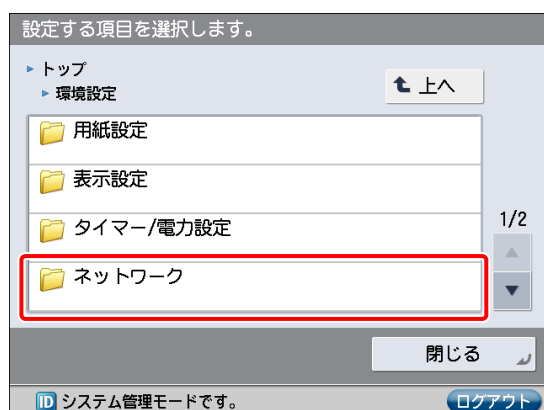 設定する項目を選択します。
トップ
環境設定
上へ
用紙設定
表示設定
タイマー/電力設定
ネットワーク
1/2
閉じる
ID システム管理モードです。
ログアウト